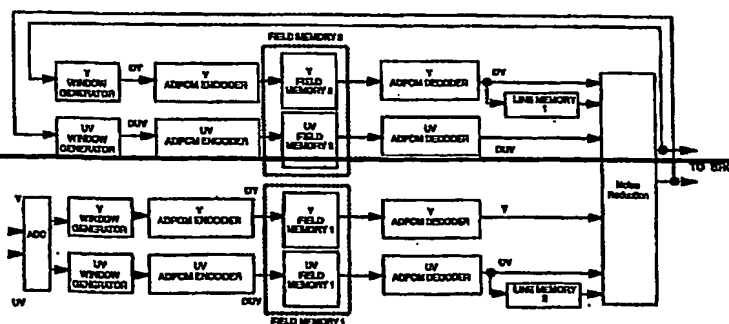 FIELD MEMORY 2
Y WINDOW GENERATOR
DY
Y ADPCM ENCODER
Y FIELD MEMORY 2
Y ADPCM DECODER
DY
LINE MEMORY 1
UV WINDOW GENERATOR
DUV
UV ADPCM ENCODER
UV FIELD MEMORY 2
UV ADPCM DECODER
DUV
Noise Reduction
Y
ADC
UV
Y WINDOW GENERATOR
DY
Y ADPCM ENCODER
Y FIELD MEMORY 1
Y ADPCM DECODER
Y
UV WINDOW GENERATOR
DUV
UV ADPCM ENCODER
UV FIELD MEMORY 1
UV ADPCM DECODER
LINE MEMORY 2
FIELD MEMORY 1